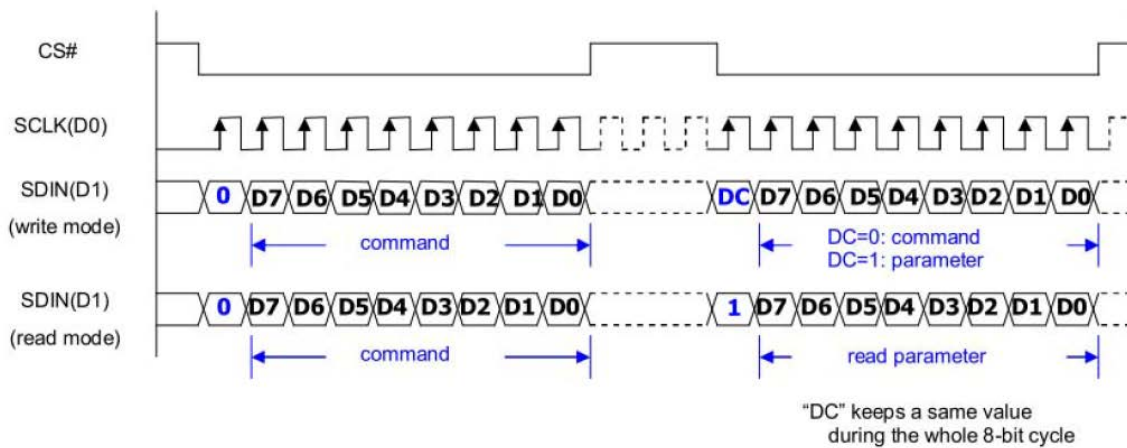 CS#
SCLK(D0)
SDIN(D1) 0 D7 D6 D5 D4 D3 D2 D1 D0 DC D7 D6 D5 D4 D3 D2 D1 D0
(write mode)
command DC=0: command
DC=1: parameter
SDIN(D1) 0 D7 D6 D5 D4 D3 D2 D1 D0 1 D7 D6 D5 D4 D3 D2 D1 D0
(read mode)
command read parameter
“DC” keeps a same value
during the whole 8-bit cycle